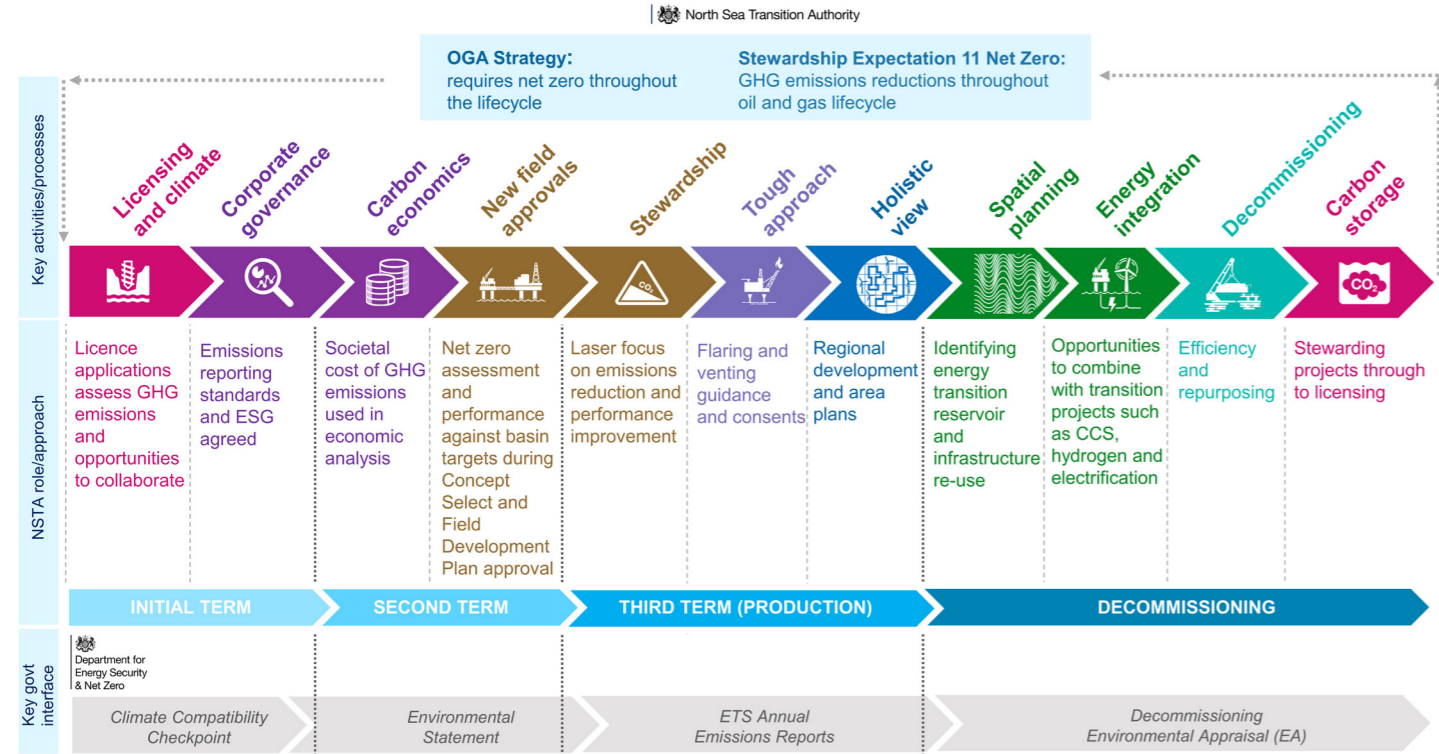 North Sea Transition Authority
OGA Strategy:
requires net zero throughout
the lifecycle
Stewardship Expectation 11 Net Zero:
GHG emissions reductions throughout
oil and gas lifecycle
Key activities/processes
Licensing
and climate
Corporate
governance
Carbon
economics
New field
approvals
Stewardship
Tough
approach
Holistic
view
Spatial
planning
Energy
integration
Decommissioning
Carbon
storage
CO₂
CO₂
NSTA role/approach
Licence
applications
assess GHG
emissions
and
opportunities
to collaborate
Emissions
reporting
standards
and ESG
agreed
Societal
cost of GHG
emissions
used in
economic
analysis
Net zero
assessment
and
performance
against basin
targets during
Concept
Select and
Field
Development
Plan approval
Laser focus
on emissions
reduction and
performance
improvement
Flaring and
venting
guidance
and consents
Regional
development
and area
plans
Identifying
energy
transition
reservoir
and
infrastructure
re-use
Opportunities
to combine
with transition
projects such
as CCS,
hydrogen and
electrification
Efficiency
and
repurposing
Stewarding
projects through
to licensing
INITIAL TERM
SECOND TERM
THIRD TERM (PRODUCTION)
DECOMMISSIONING
Key govt
interface
Department for
Energy Security
& Net Zero
Climate Compatibility
Checkpoint
Environmental
Statement
ETS Annual
Emissions Reports
Decommissioning
Environmental Appraisal (EA)